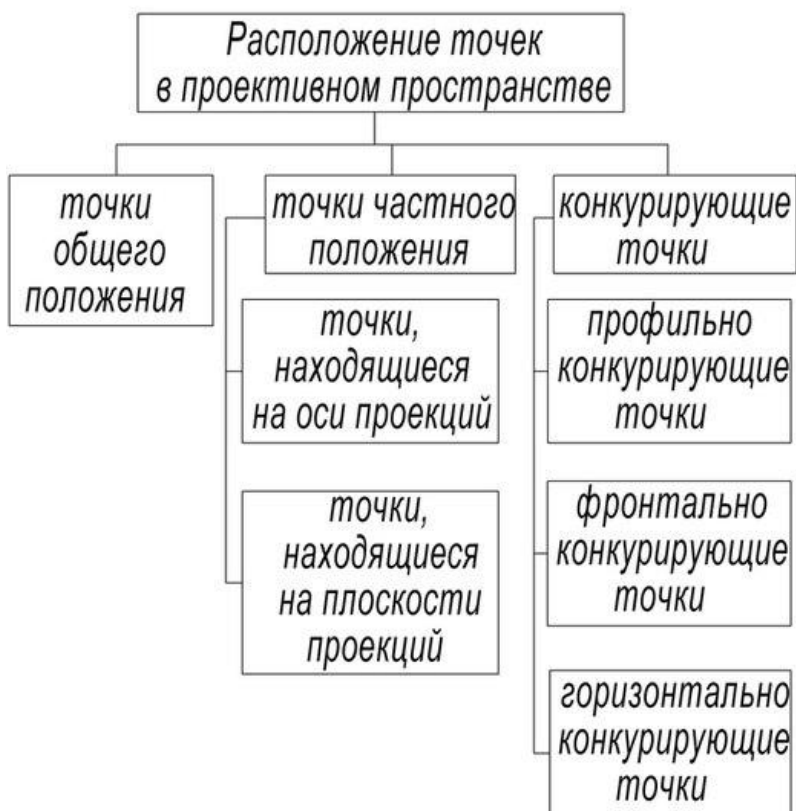 Расположение точек
в проективном пространстве
точки
общего
положения
точки частного
положения
точки,
находящиеся
на оси проекций
точки,
находящиеся
на плоскости
проекций
конкурирующие
точки
профильно
конкурирующие
точки
фронтально
конкурирующие
точки
горизонтально
конкурирующие
точки